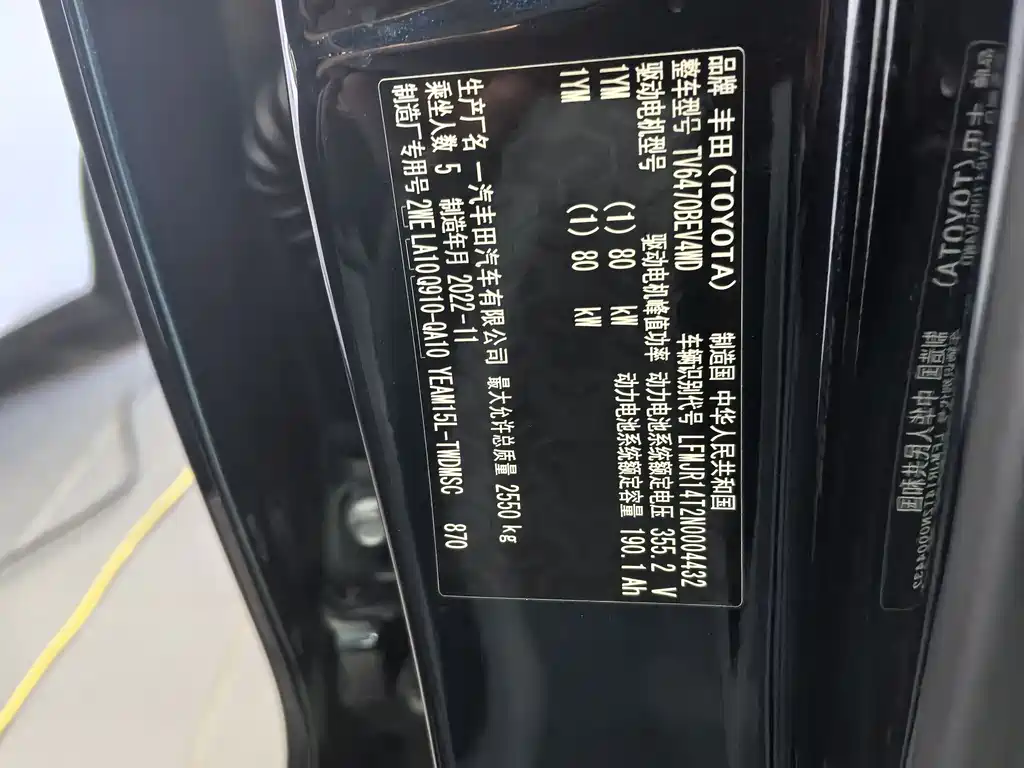 品牌 丰田(TOYOTA) 制造国 中华人民共和国
整车型号 TV6470BEV4WD 车辆识别代号 LFMJR14T2N0004432
驱动电机型号 驱动电机峰值功率 动力电池系统额定电压 355.2 V
1YM (1) 80 kW 动力电池系统额定容量 190.1 Ah
1YM (1) 80 kW
生产厂名 一汽丰田汽车有限公司 最大允许总质量 2550 kg
乘坐人数 5 制造年月 2022-11
制造厂专用号 2WE LA10Q910-QA10 YEAM15L-TWDMSC 870